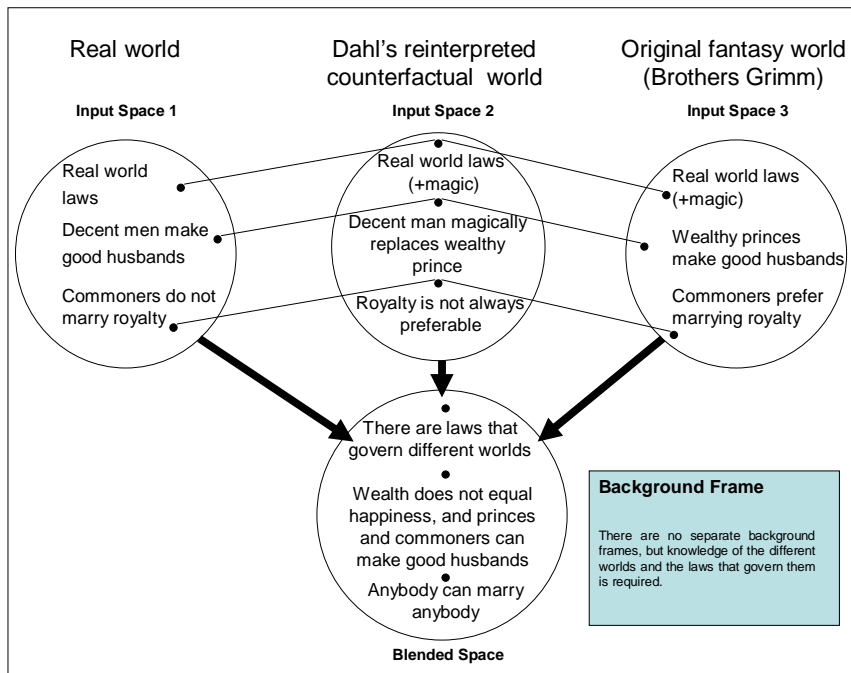 Real world
Dahl's reinterpreted
counterfactual world
Original fantasy world
(Brothers Grimm)
Input Space 1
Input Space 2
Input Space 3
Real world
laws
Decent men make
good husbands
Commoners do not
marry royalty
Real world laws
(+magic)
Decent man magically
replaces wealthy
prince
Royalty is not always
preferable
Real world laws
(+magic)
Wealthy princes
make good husbands
Commoners prefer
marrying royalty
There are laws that
govern different worlds
Wealth does not equal
happiness, and princes
and commoners can
make good husbands
Anybody can marry
anybody
Blended Space
Background Frame
There are no separate background
frames, but knowledge of the different
worlds and the laws that govern them
is required.